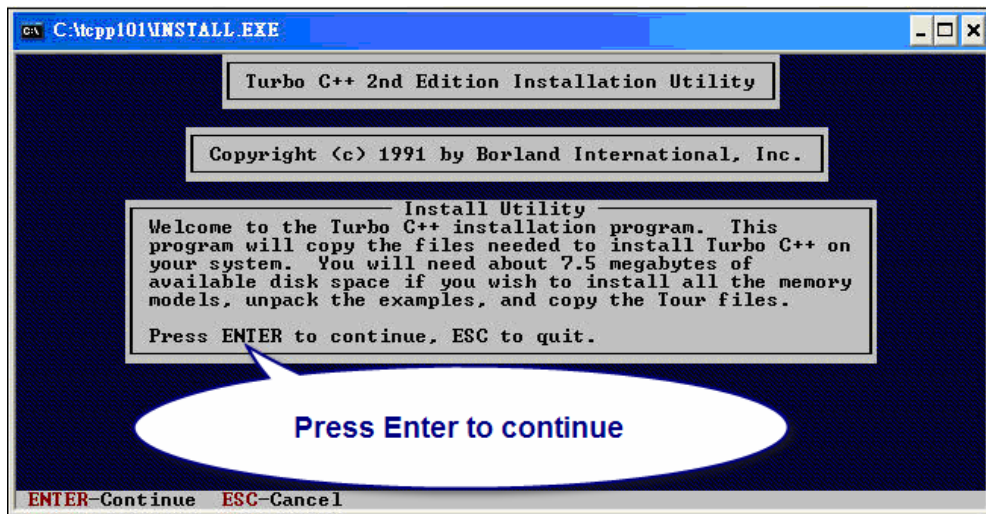 C:\tcpp101\INSTALL.EXE
Turbo C++ 2nd Edition Installation Utility
Copyright (c) 1991 by Borland International, Inc.
Install Utility
Welcome to the Turbo C++ installation program. This
program will copy the files needed to install Turbo C++ on
your system. You will need about 7.5 megabytes of
available disk space if you wish to install all the memory
models, unpack the examples, and copy the Tour files.
Press ENTER to continue, ESC to quit.
Press Enter to continue
ENTER-Continue ESC-Cancel